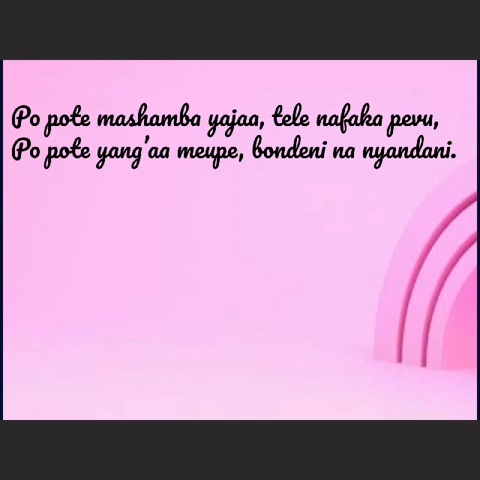 Po pote mashamba yajaa, tele nafaka pevu,
Po pote yang'aa meupe, bondeni na nyandani.